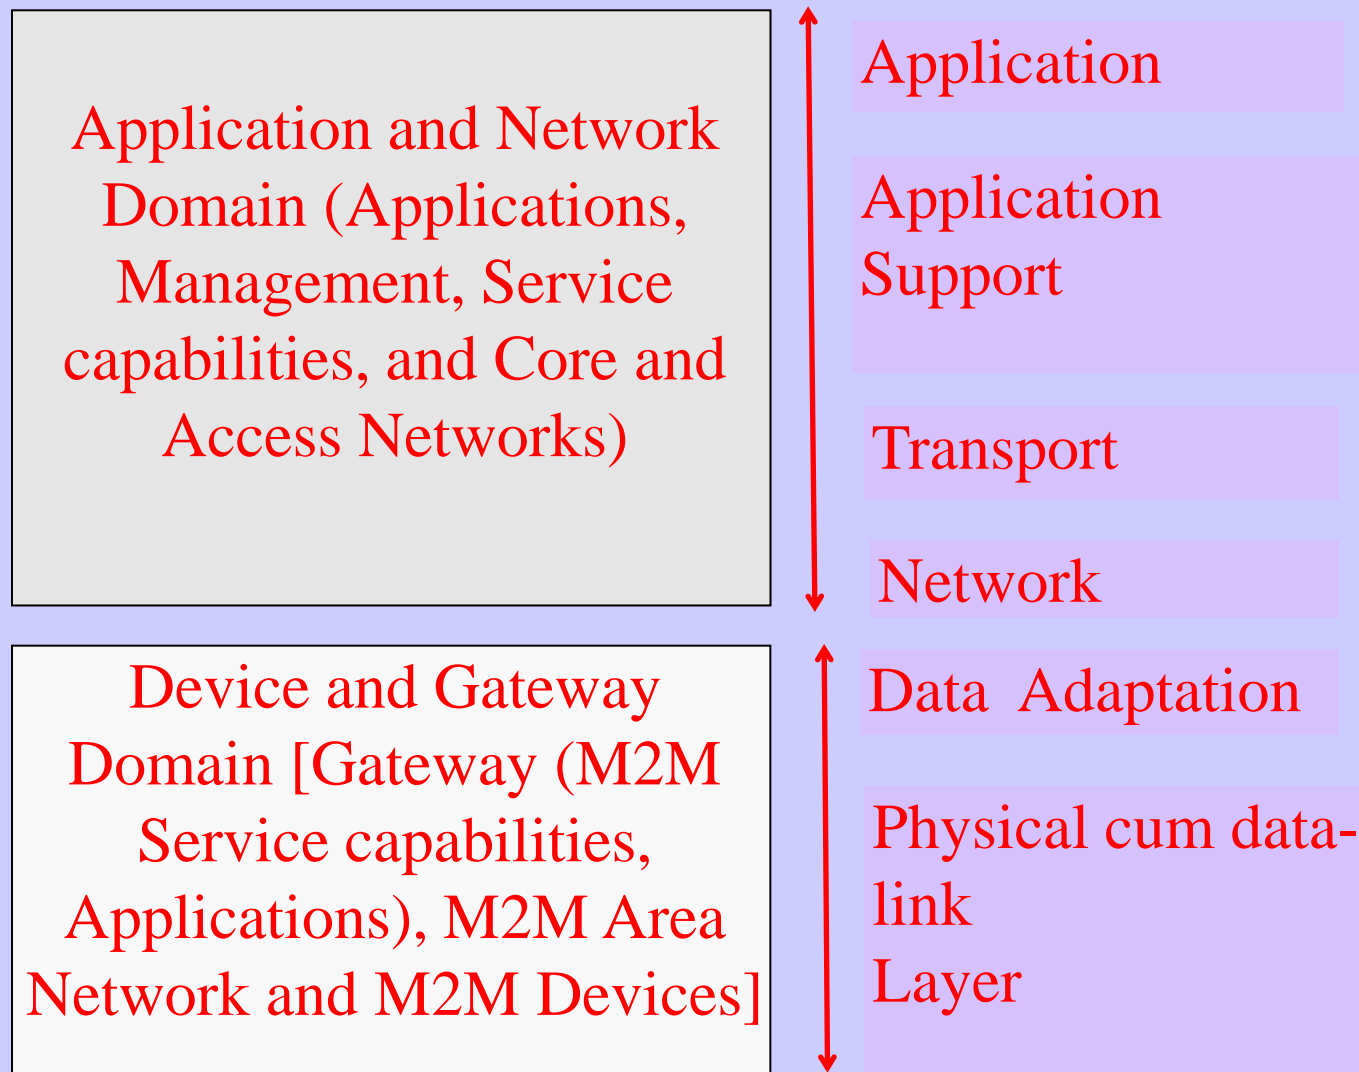 Application and Network
Domain (Applications,
Management, Service
capabilities, and Core and
Access Networks)
Application
Application
Support
Transport
Network
Device and Gateway
Domain [Gateway (M2M
Service capabilities,
Applications), M2M Area
Network and M2M Devices]
Data  Adaptation
Physical cum data-
link
Layer